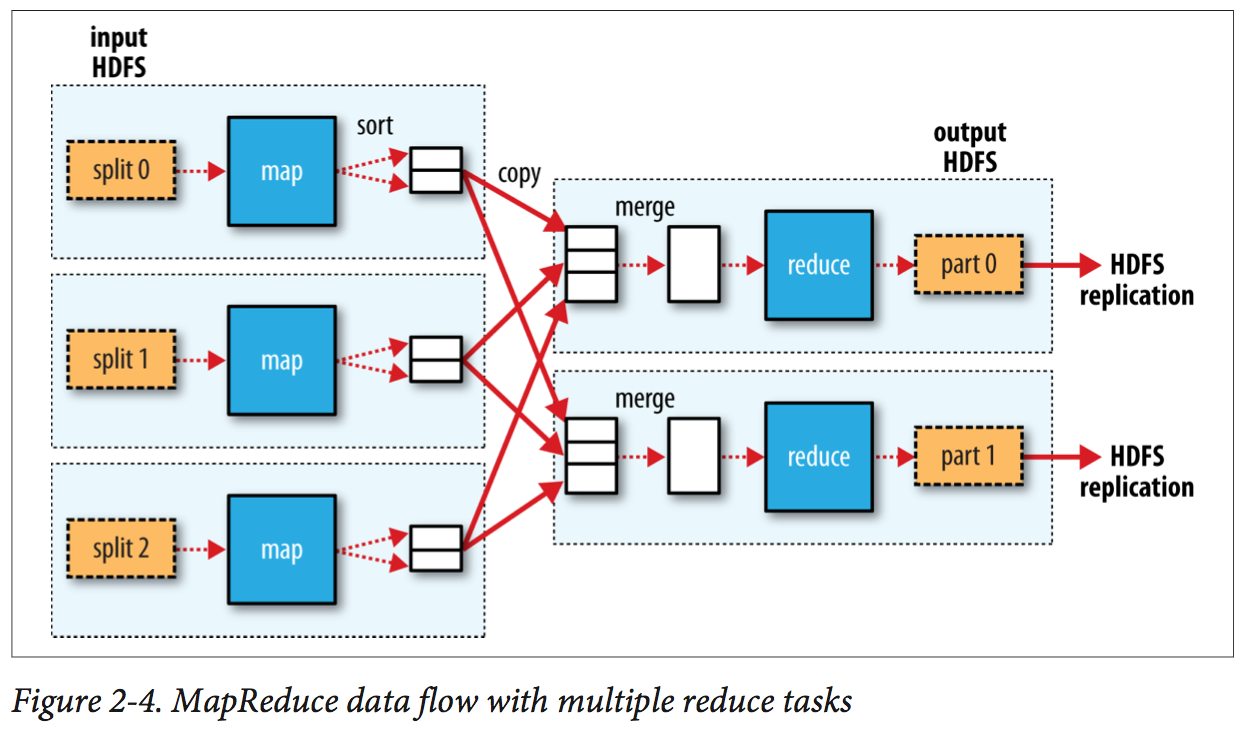 input
HDFS
split 0
map
sort
copy
split 1
map
split 2
map
output
HDFS
merge
reduce
part 0
HDFS
replication
merge
reduce
part 1
HDFS
replication
Figure 2-4. MapReduce data flow with multiple reduce tasks